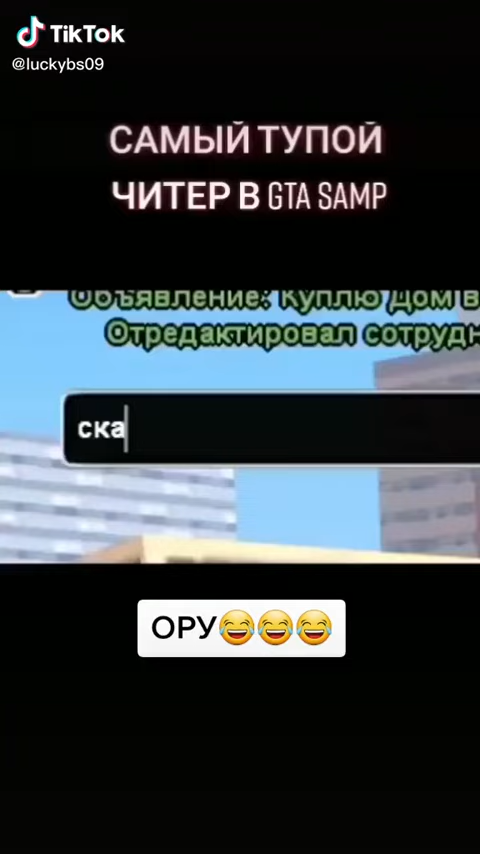 TikTok
@luckybs09
САМЫЙ ТУПОЙ
ЧИТЕР В GTA SAMP
Объявление: Куплю дом в
Отредактировал сотрудн
ска
ОРУ😂😂😂